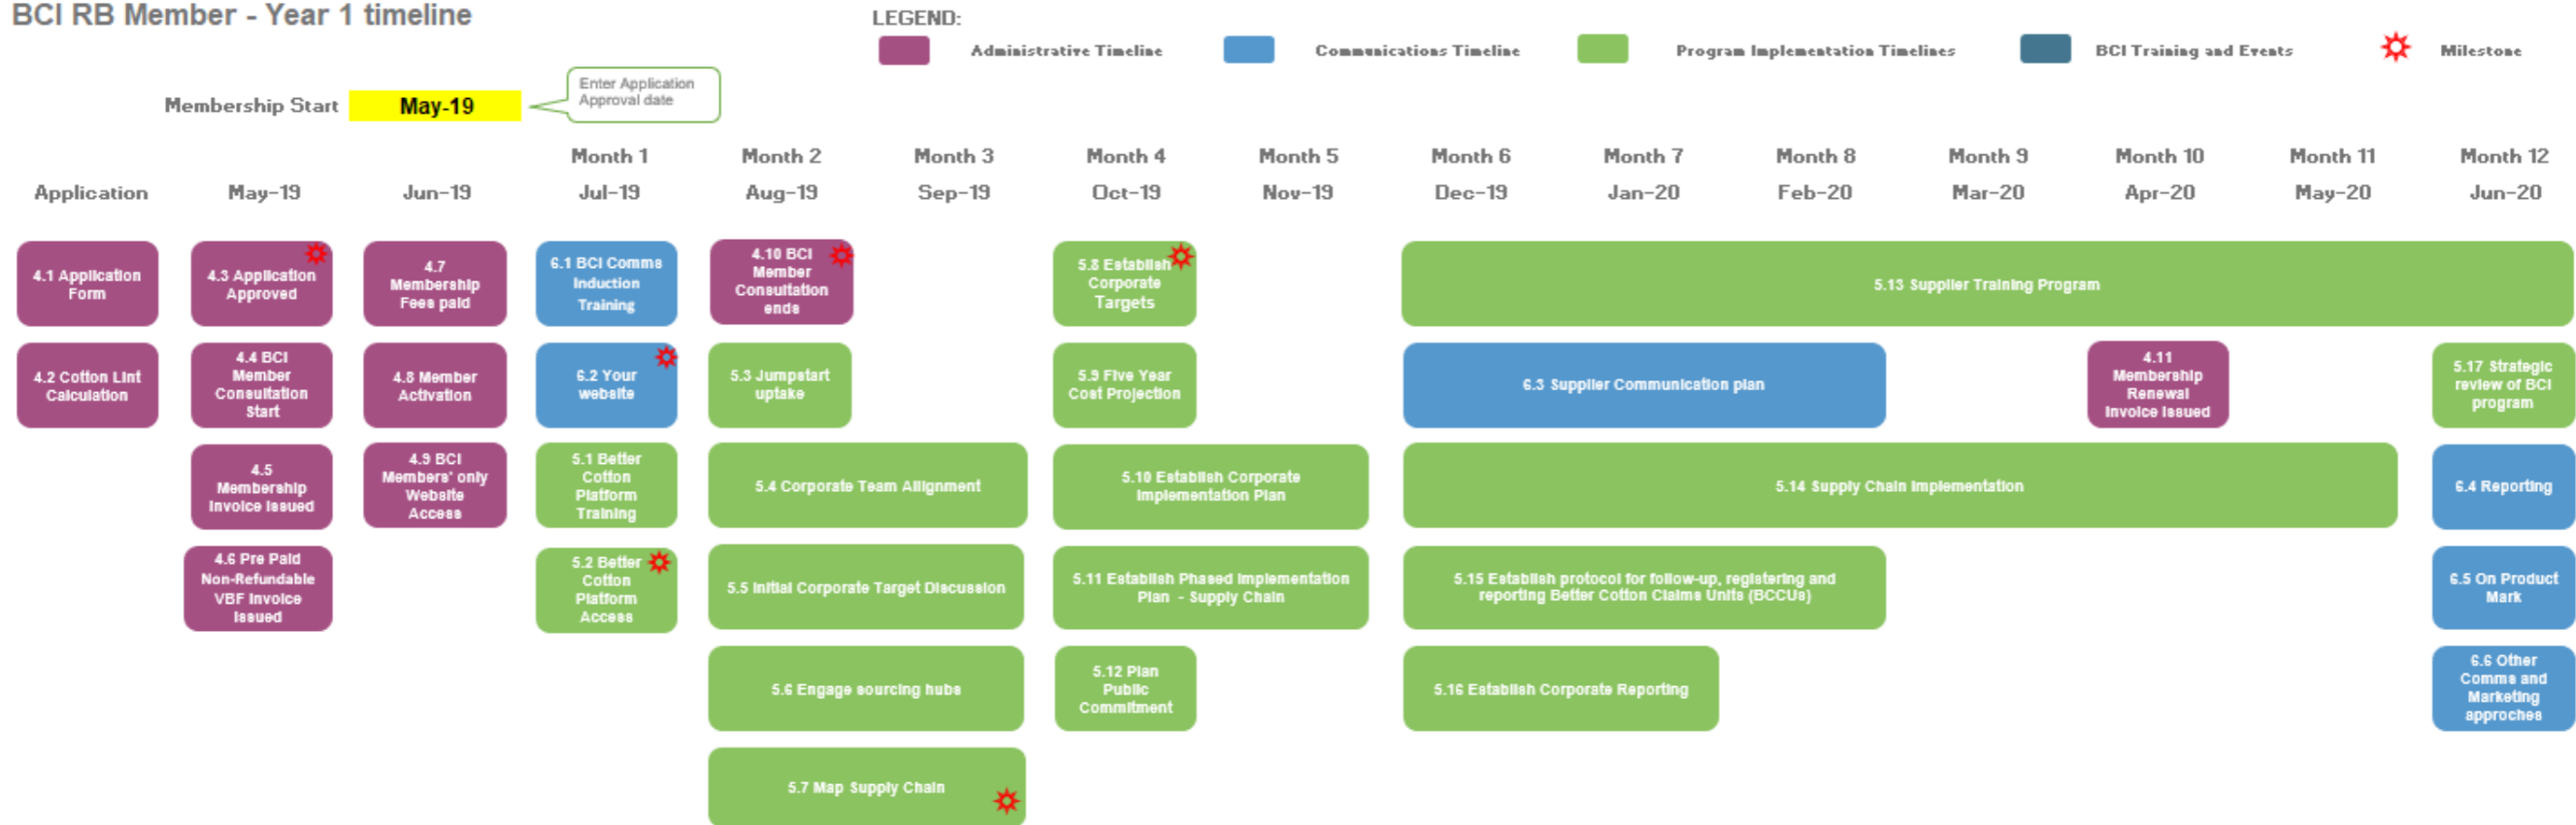 BCI RB Member - Year 1 timeline
LEGEND:
Administrative Timeline
Communications Timeline
Program Implementation Timelines
BCI Training and Events
Milestone
Membership Start
May-19
Enter Application
Approval date
Month 1
Month 2
Month 3
Month 4
Month 5
Month 6
Month 7
Month 8
Month 9
Month 10
Month 11
Month 12
Application
May-19
Jun-19
Jul-19
Aug-19
Sep-19
Oct-19
Nov-19
Dec-19
Jan-20
Feb-20
Mar-20
Apr-20
May-20
Jun-20
4.1 Application
Form
4.3 Application
Approved
4.7
Membership
Fees paid
6.1 BCI Comms
Induction
Training
4.10 BCI
Member
Consultation
ends
5.8 Establish
Corporate
Targets
5.13 Supplier Training Program
4.2 Cotton Lint
Calculation
4.4 BCI
Member
Consultation
Start
4.8 Member
Activation
6.2 Your
website
5.3 Jumpstart
uptake
5.9 Five Year
Cost Projection
6.3 Supplier Communication plan
4.11
Membership
Renewal
Invoice Issued
5.17 Strategic
review of BCI
program
4.5
Membership
Invoice Issued
4.9 BCI
Members' only
Website
Access
5.1 Better
Cotton
Platform
Training
5.4 Corporate Team Allignment
5.10 Establish Corporate
Implementation Plan
5.14 Supply Chain Implementation
6.4 Reporting
4.6 Pre Paid
Non-Refundable
VBF Invoice
Issued
5.2 Better
Cotton
Platform
Access
5.5 Initial Corporate Target Discussion
5.11 Establish Phased Implementation
Plan - Supply Chain
5.15 Establish protocol for follow-up, registering and
reporting Better Cotton Claims Units (BCCUs)
6.5 On Product
Mark
5.6 Engage sourcing hubs
5.12 Plan
Public
Commitment
5.16 Establish Corporate Reporting
6.6 Other
Comms and
Marketing
approches
5.7 Map Supply Chain